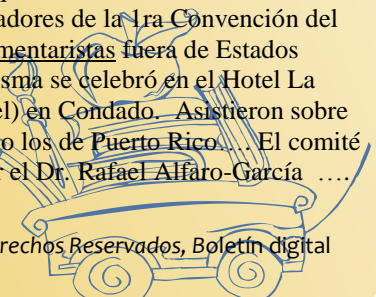 adores de la 1ra Convención del
mentaristas fuera de Estados
sma se celebró en el Hotel La
el) en Condado. Asistieron sobre
o los de Puerto Rico.… El comité
r el Dr. Rafael Alfaro-García ….
rechos Reservados, Boletín digital